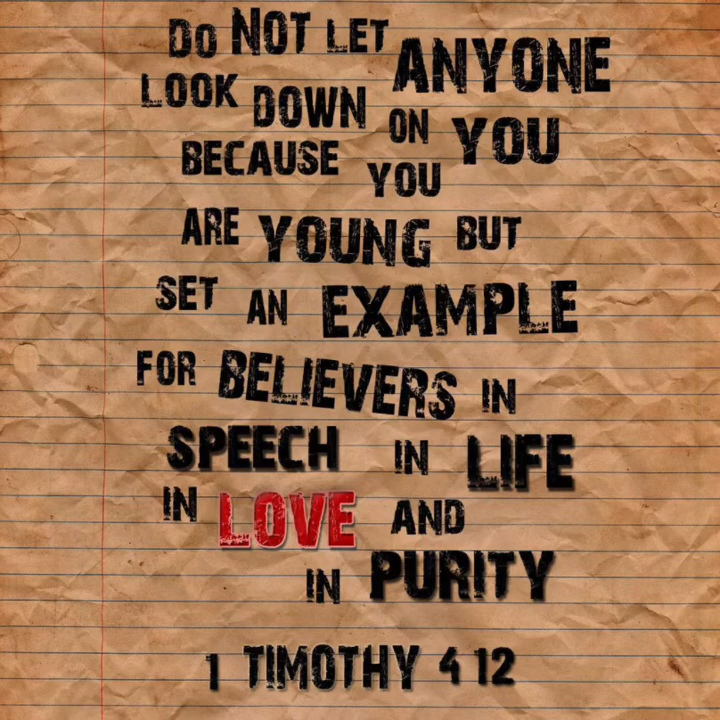 Do NOT LET ANYONE
LOOK DOWN ON YOU
BECAUSE YOU
ARE YOUNG BUT
SET AN EXAMPLE
FOR BELIEVERS IN
SPEECH IN LIFE
IN LOVE AND
IN PURITY
1 TIMOTHY 4 12